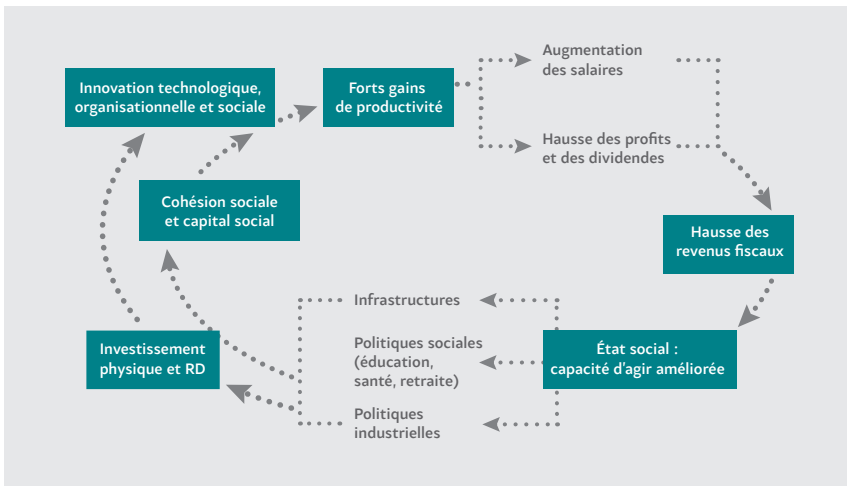 Innovation technologique,
organisationnelle et sociale
Forts gains
de productivité
Augmentation
des salaires
Hausse des profits
et des dividendes
Cohésion sociale
et capital social
Hausse des
revenus fiscaux
Infrastructures
Investissement
physique et RD
Politiques sociales
(éducation,
santé, retraite)
État social :
capacité d'agir améliorée
Politiques
industrielles